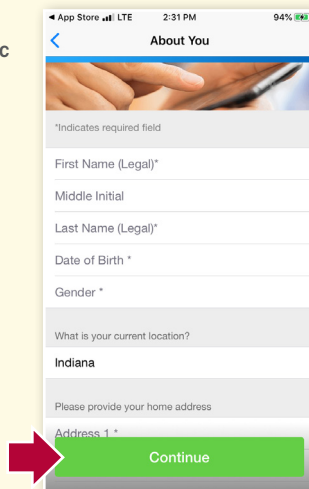 c
App Store LTE 2:31 PM 94%
About You
*Indicates required field
First Name (Legal)*
Middle Initial
Last Name (Legal)*
Date of Birth *
Gender *
What is your current location?
Indiana
Please provide your home address
Address 1 *
Continue